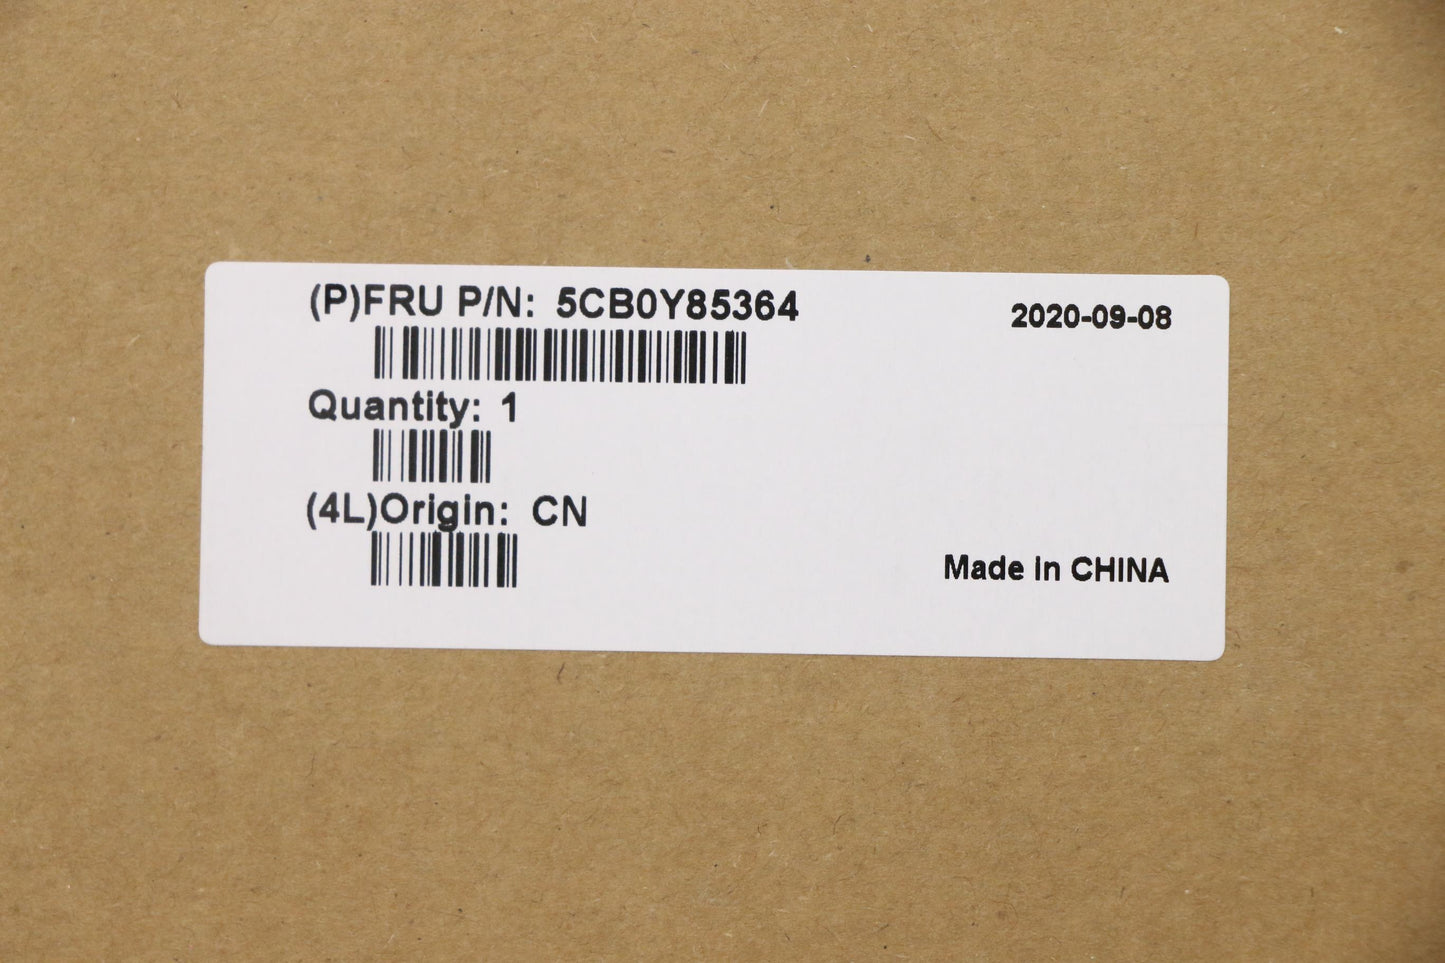 (P)FRU P/N: 5CB0Y85364
2020-09-08
Quantity: 1
(4L)Origin: CN
Made in CHINA